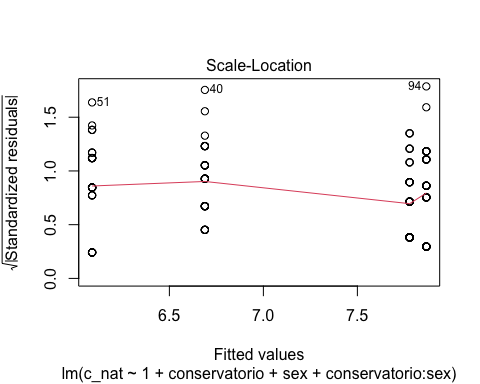 Scale-Location
√|Standardized residuals|
0.0 0.5 1.0 1.5
51
40
94
6.5 7.0 7.5
Fitted values
lm(c_nat ~ 1 + conservatorio + sex + conservatorio:sex)